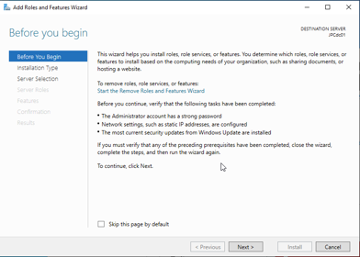 Add Roles and Features Wizard
Before you begin
DESTINATION SERVER
Before You Begin
Installation Type
Server Selection
Server Roles
Features
Confirmation
Results
This wizard helps you install roles, role services, or features. You determine which roles, role services, or
features to install based on the computing needs of your organization, such as sharing documents, or
hosting a website.
To remove roles, role services, or features:
Start the Remove Roles and Features Wizard
Before you continue, verify that the following tasks have been completed:
• The Administrator account has a strong password
• Network settings, such as static IP addresses, are configured
• The most current security updates from Windows Update are installed
If you must verify that any of the preceding prerequisites have been completed, close the wizard,
complete the steps, and then run the wizard again.
To continue, click Next.
Skip this page by default
< Previous
Next >
Install
Cancel